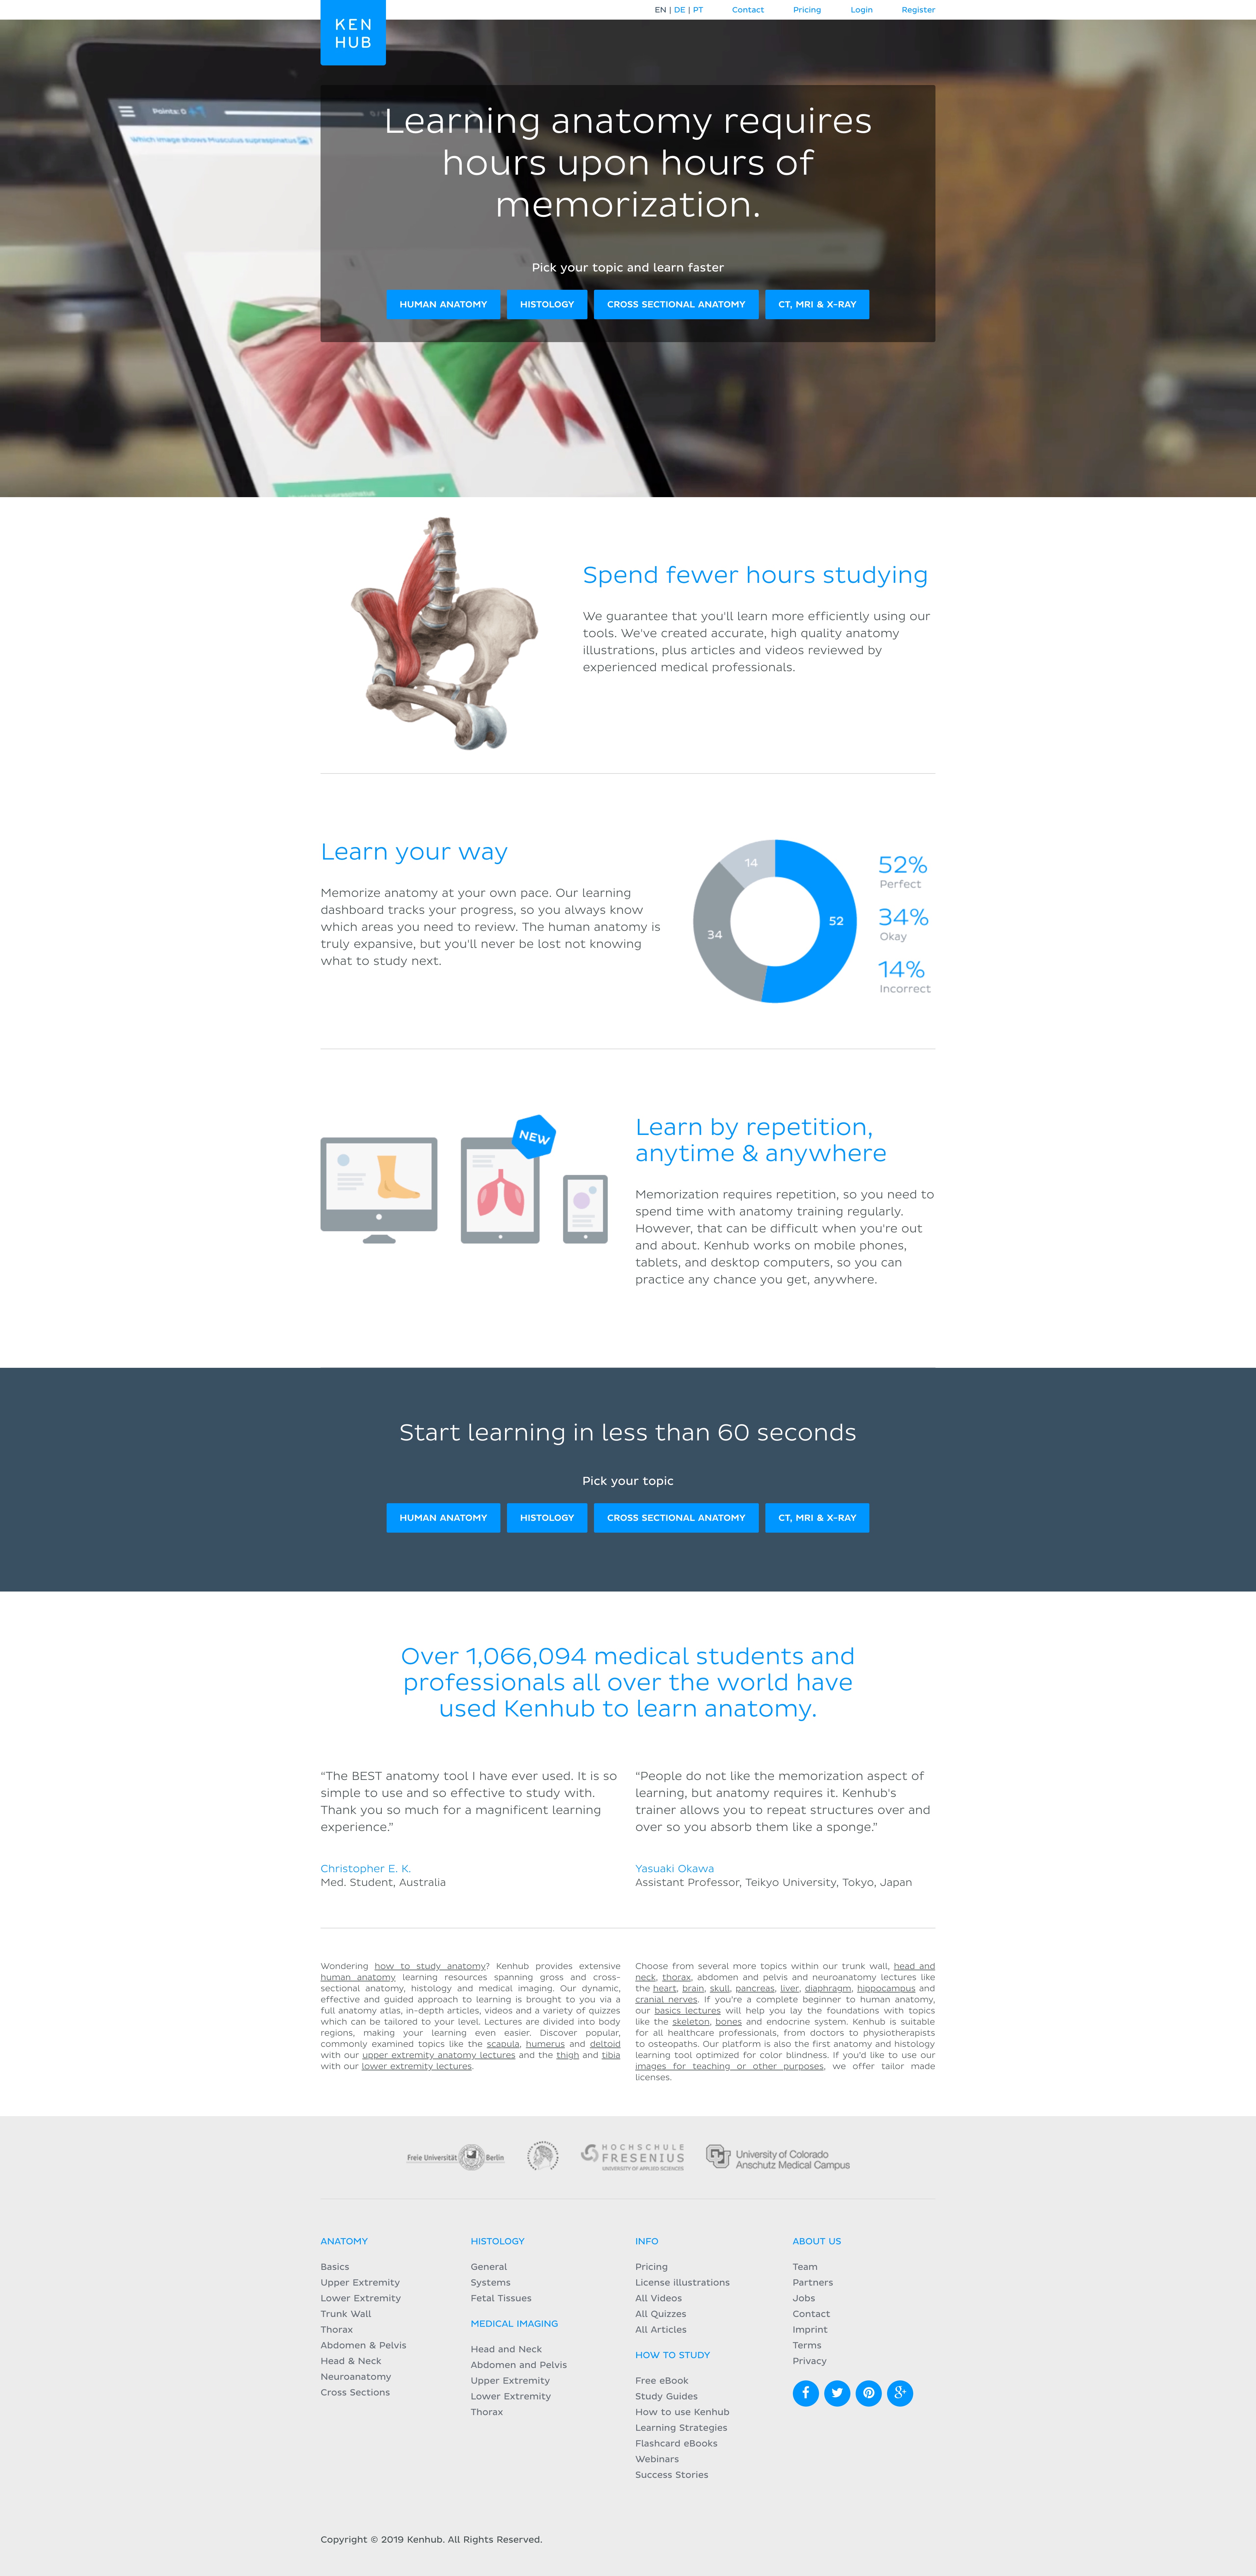 KEN
HUB
EN | DE | PT
Contact
Pricing
Login
Register
Points: 0
Which image shows Musculus supraspinatus
Learning anatomy requires
hours upon hours of
memorization.
Pick your topic and learn faster
HUMAN ANATOMY
HISTOLOGY
CROSS SECTIONAL ANATOMY
CT, MRI & X-RAY
Spend fewer hours studying
We guarantee that you'll learn more efficiently using our
tools. We've created accurate, high quality anatomy
illustrations, plus articles and videos reviewed by
experienced medical professionals.
Learn your way
Memorize anatomy at your own pace. Our learning
dashboard tracks your progress, so you always know
which areas you need to review. The human anatomy is
truly expansive, but you'll never be lost not knowing
what to study next.
14
52
34
52%
Perfect
34%
Okay
14%
Incorrect
NEW
Learn by repetition,
anytime & anywhere
Memorization requires repetition, so you need to
spend time with anatomy training regularly.
However, that can be difficult when you're out
and about. Kenhub works on mobile phones,
tablets, and desktop computers, so you can
practice any chance you get, anywhere.
Start learning in less than 60 seconds
Pick your topic
HUMAN ANATOMY
HISTOLOGY
CROSS SECTIONAL ANATOMY
CT, MRI & X-RAY
Over 1,066,094 medical students and
professionals all over the world have
used Kenhub to learn anatomy.
“The BEST anatomy tool I have ever used. It is so
simple to use and so effective to study with.
Thank you so much for a magnificent learning
experience.”
Christopher E. K.
Med. Student, Australia
“People do not like the memorization aspect of
learning, but anatomy requires it. Kenhub's
trainer allows you to repeat structures over and
over so you absorb them like a sponge.”
Yasuaki Okawa
Assistant Professor, Teikyo University, Tokyo, Japan
Wondering how to study anatomy? Kenhub provides extensive
human anatomy learning resources spanning gross and cross-
sectional anatomy, histology and medical imaging. Our dynamic,
effective and guided approach to learning is brought to you via a
full anatomy atlas, in-depth articles, videos and a variety of quizzes
which can be tailored to your level. Lectures are divided into body
regions, making your learning even easier. Discover popular,
commonly examined topics like the scapula, humerus and deltoid
with our upper extremity anatomy lectures and the thigh and tibia
with our lower extremity lectures.
Choose from several more topics within our trunk wall, head and
neck, thorax, abdomen and pelvis and neuroanatomy lectures like
the heart, brain, skull, pancreas, liver, diaphragm, hippocampus and
cranial nerves. If you're a complete beginner to human anatomy,
our basics lectures will help you lay the foundations with topics
like the skeleton, bones and endocrine system. Kenhub is suitable
for all healthcare professionals, from doctors to physiotherapists
to osteopaths. Our platform is also the first anatomy and histology
learning tool optimized for color blindness. If you'd like to use our
images for teaching or other purposes, we offer tailor made
licenses.
Freie Universität Berlin
HOCHSCHULE
FRESENIUS
UNIVERSITY OF APPLIED SCIENCES
University of Colorado
Anschutz Medical Campus
ANATOMY
Basics
Upper Extremity
Lower Extremity
Trunk Wall
Thorax
Abdomen & Pelvis
Head & Neck
Neuroanatomy
Cross Sections
HISTOLOGY
General
Systems
Fetal Tissues
MEDICAL IMAGING
Head and Neck
Abdomen and Pelvis
Upper Extremity
Lower Extremity
Thorax
INFO
Pricing
License illustrations
All Videos
All Quizzes
All Articles
HOW TO STUDY
Free eBook
Study Guides
How to use Kenhub
Learning Strategies
Flashcard eBooks
Webinars
Success Stories
ABOUT US
Team
Partners
Jobs
Contact
Imprint
Terms
Privacy
Copyright © 2019 Kenhub. All Rights Reserved.